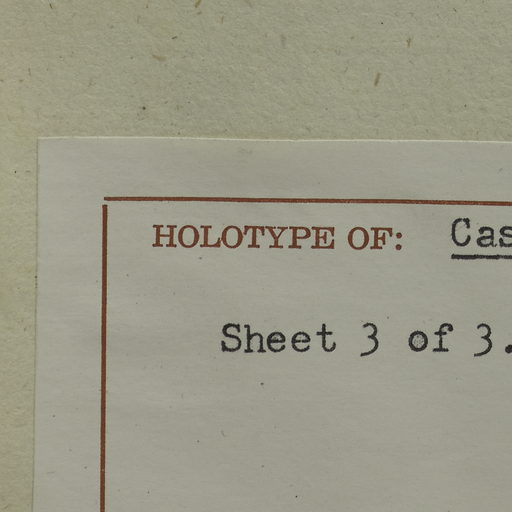 HOLOTYPE OF: Cas
Sheet 3 of 3.